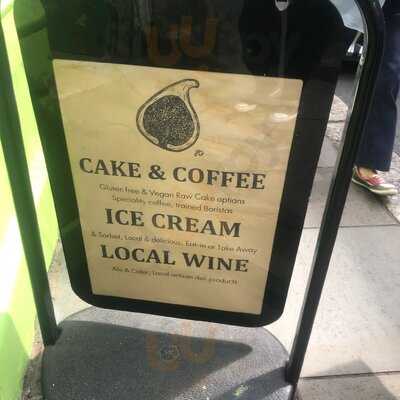 CAKE & COFFEE
Gluten free & Vegan Raw Cake options
Speciality coffee, trained Baristas
ICE CREAM
& Sorbet, Local & delicious, Eat-in or Take Away
LOCAL WINE
Ale & Cider, Local artisan deli products